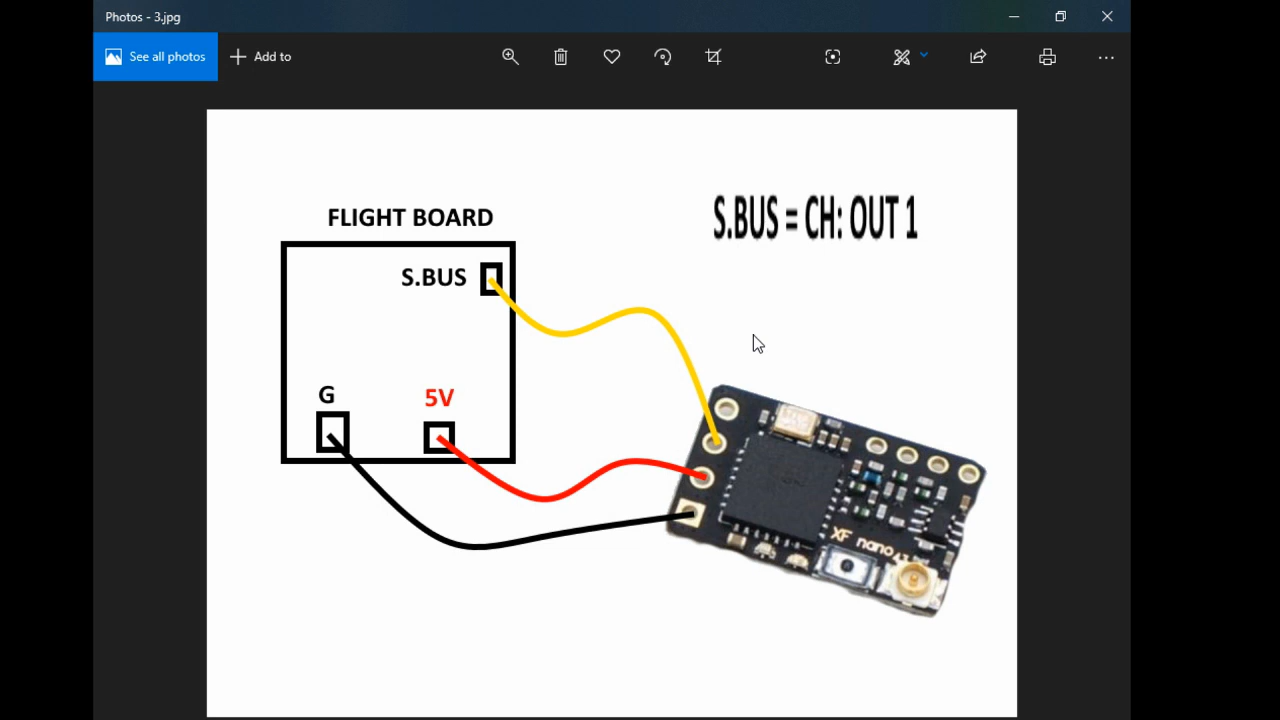 Photos - 3.jpg
See all photos
Add to
FLIGHT BOARD
S.BUS = CH: OUT 1
S.BUS
G
5V
XF nano